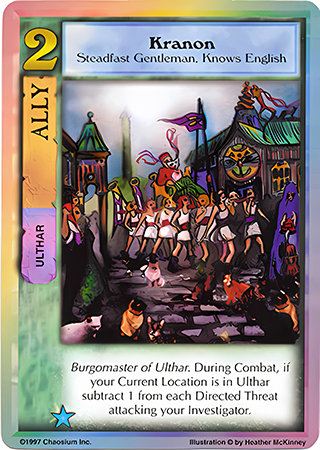 2
Kranon
Steadfast Gentleman, Knows English
ALLY
ULTHAR
Burgomaster of Ulthar. During Combat, if
your Current Location is in Ulthar
subtract 1 from each Directed Threat
attacking your Investigator.
©1997 Chaosium Inc.
Illustration © by Heather McKinney